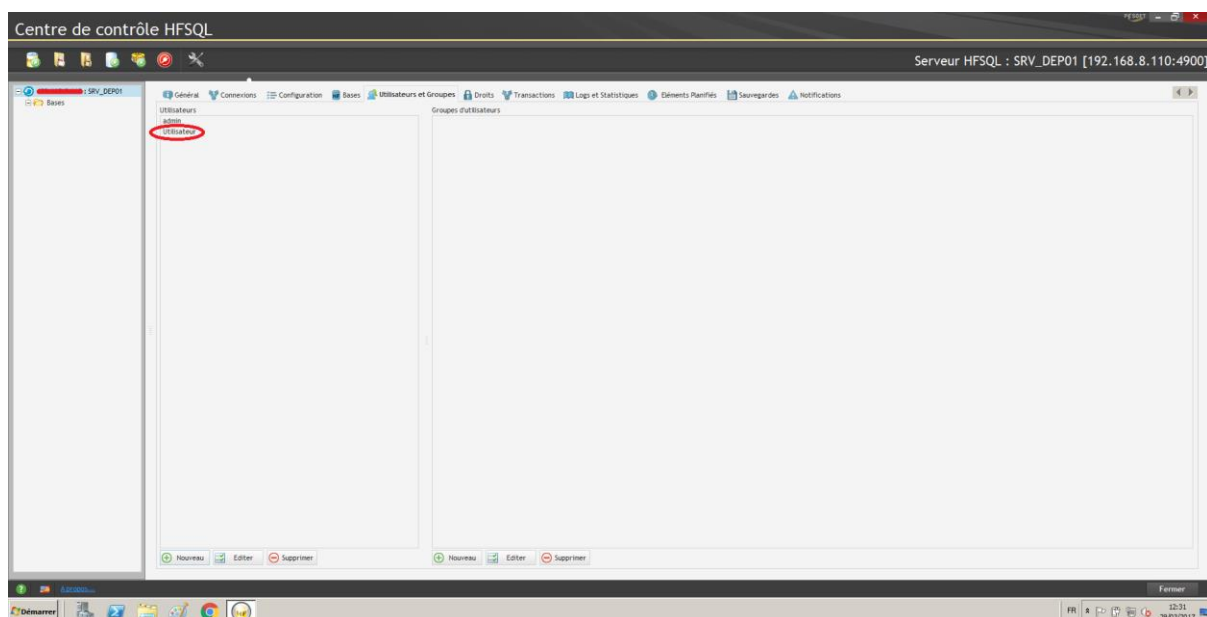 Centre de contrôle HFSQL
Serveur HFSQL : SRV_DEP01 [192.168.8.110:4900]
: SRV_DEP01
Bases
Général Connexions Configuration Bases Utilisateurs et Groupes Droits Transactions Logs et Statistiques Eléments Planifiés Sauvegardes Notifications
Utilisateurs
Groupes d'utilisateurs
admin
Utilisateur
Nouveau Editer Supprimer
Nouveau Editer Supprimer
A propos...
Fermer
Démarrer
FR
12:31